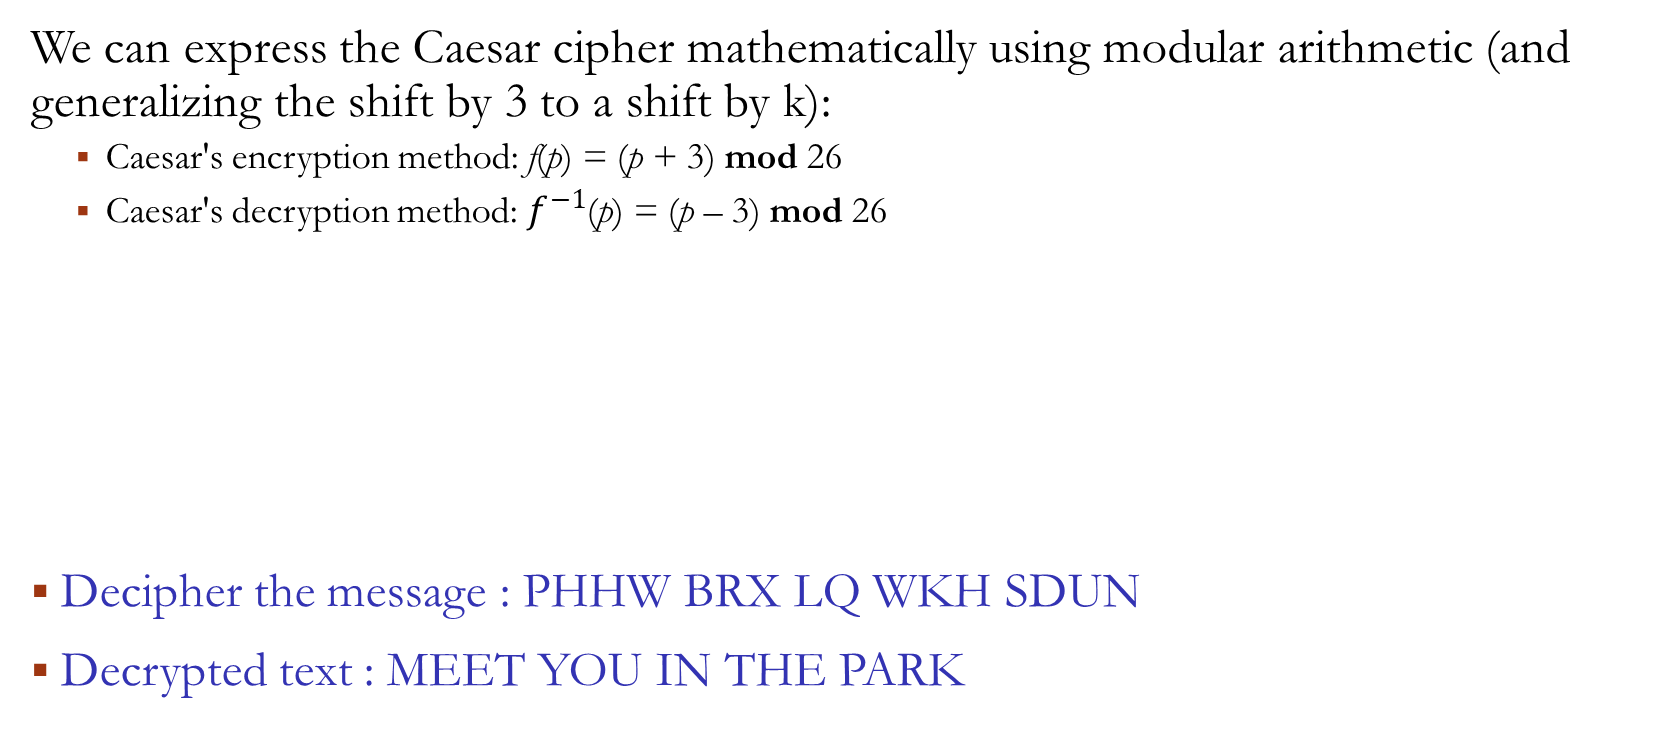 We can express the Caesar cipher mathematically using modular arithmetic (and
generalizing the shift by 3 to a shift by k):
▪ Caesar's encryption method: f(p) = (p + 3) mod 26
▪ Caesar's decryption method: f⁻¹(p) = (p – 3) mod 26
▪ Decipher the message : PHHW BRX LQ WKH SDUN
▪ Decrypted text : MEET YOU IN THE PARK